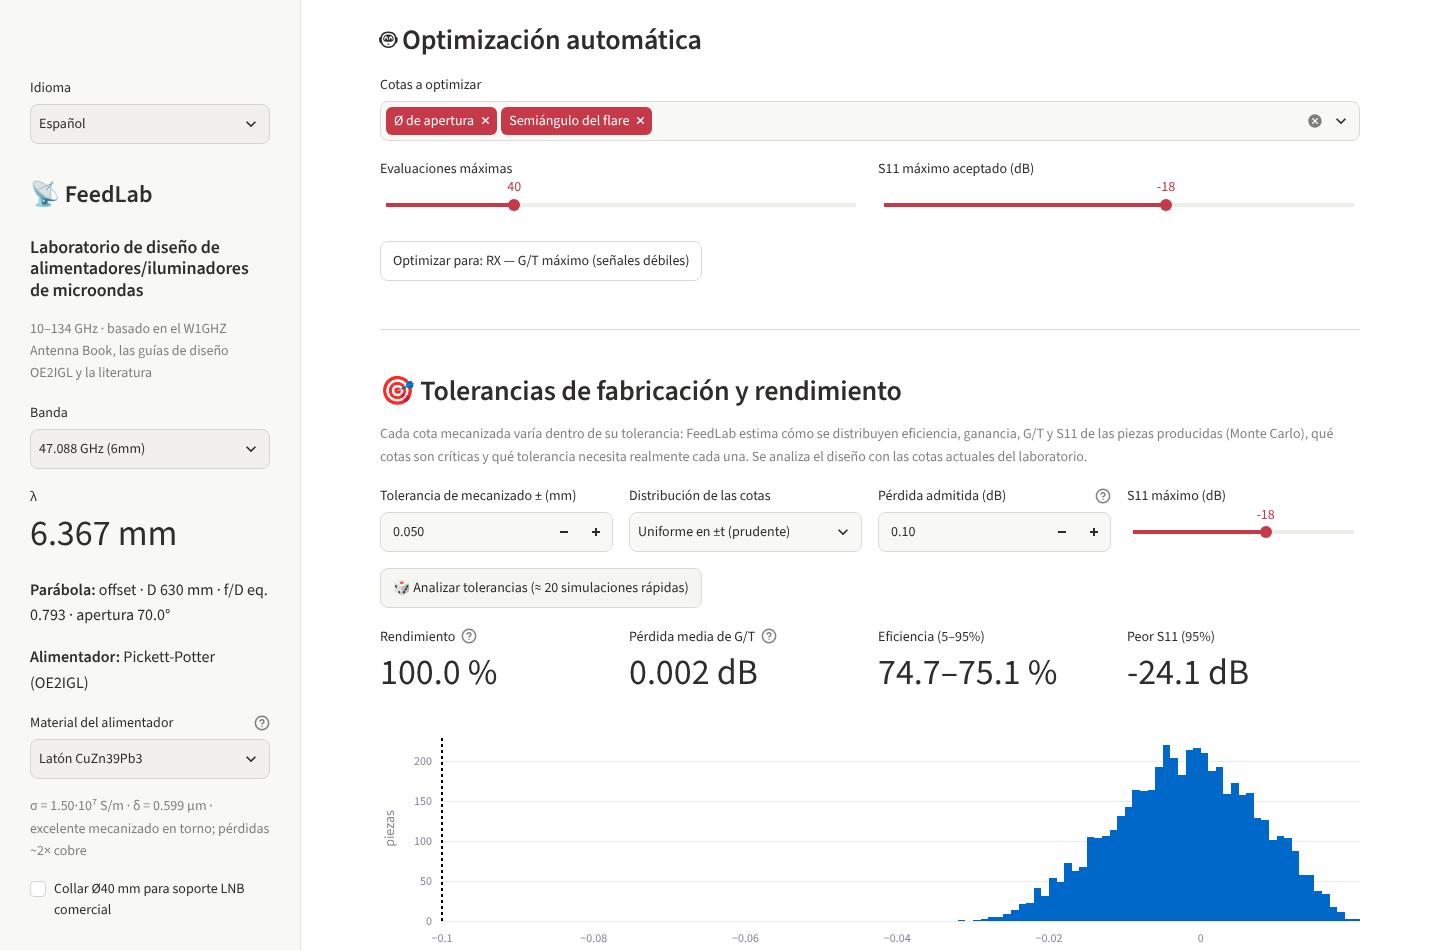 Idioma
Español
FeedLab
Laboratorio de diseño de
alimentadores/iluminadores
de microondas
10–134 GHz · basado en el W1GHZ
Antenna Book, las guías de diseño
OE2IGL y la literatura
Banda
47.088 GHz (6mm)
λ
6.367 mm
Parábola: offset · D 630 mm · f/D eq.
0.793 · apertura 70.0°
Alimentador: Pickett-Potter
(OE2IGL)
Material del alimentador
Latón CuZn39Pb3
σ = 1.50·10⁷ S/m · δ = 0.599 µm ·
excelente mecanizado en torno; pérdidas
~2× cobre
Collar Ø40 mm para soporte LNB
comercial
Optimización automática
Cotas a optimizar
Ø de apertura
Semiángulo del flare
Evaluaciones máximas
40
S11 máximo aceptado (dB)
-18
Optimizar para: RX — G/T máximo (señales débiles)
Tolerancias de fabricación y rendimiento
Cada cota mecanizada varía dentro de su tolerancia: FeedLab estima cómo se distribuyen eficiencia, ganancia, G/T y S11 de las piezas producidas (Monte Carlo), qué
cotas son críticas y qué tolerancia necesita realmente cada una. Se analiza el diseño con las cotas actuales del laboratorio.
Tolerancia de mecanizado ± (mm)
0.050
Distribución de las cotas
Uniforme en ±t (prudente)
Pérdida admitida (dB)
0.10
S11 máximo (dB)
-18
Analizar tolerancias (≈ 20 simulaciones rápidas)
Rendimiento
100.0 %
Pérdida media de G/T
0.002 dB
Eficiencia (5–95%)
74.7–75.1 %
Peor S11 (95%)
-24.1 dB
piezas
200
150
100
50
0
−0.1
−0.08
−0.06
−0.04
−0.02
0